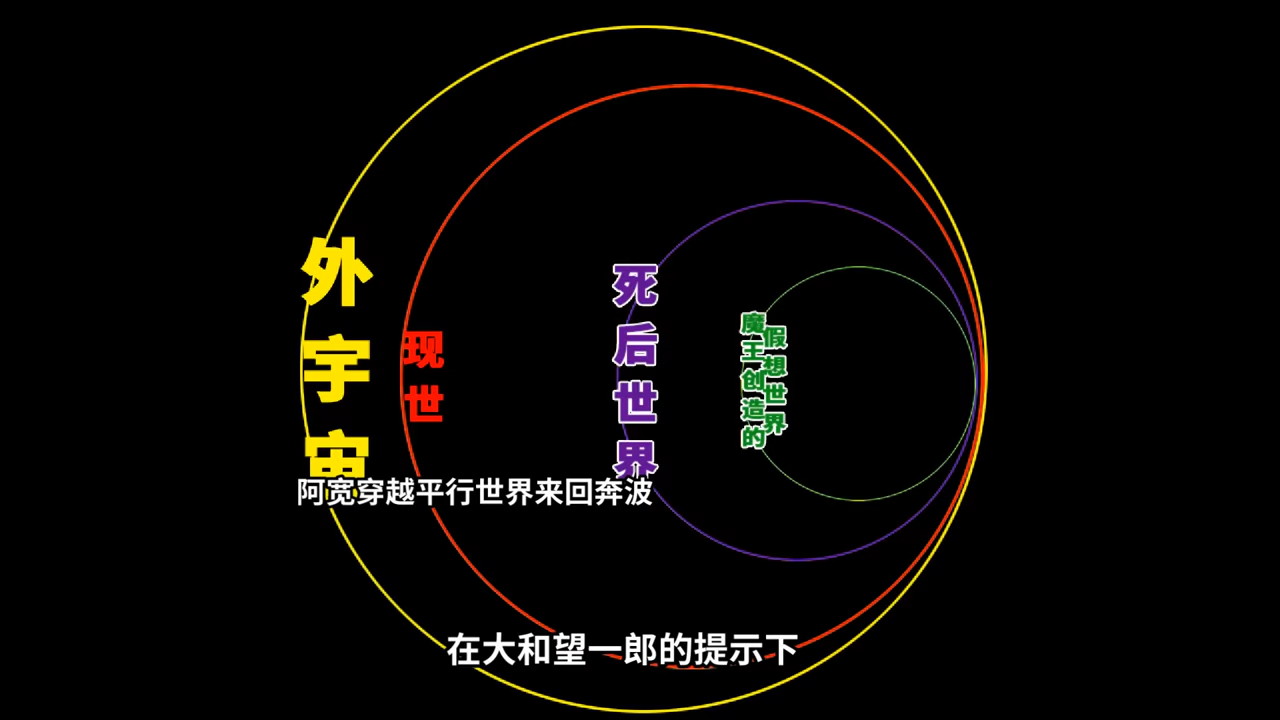 外宇宙
现世
死后世界
魔王创造的
假想世界
阿宽穿越平行世界来回奔波
在大和望一郎的提示下